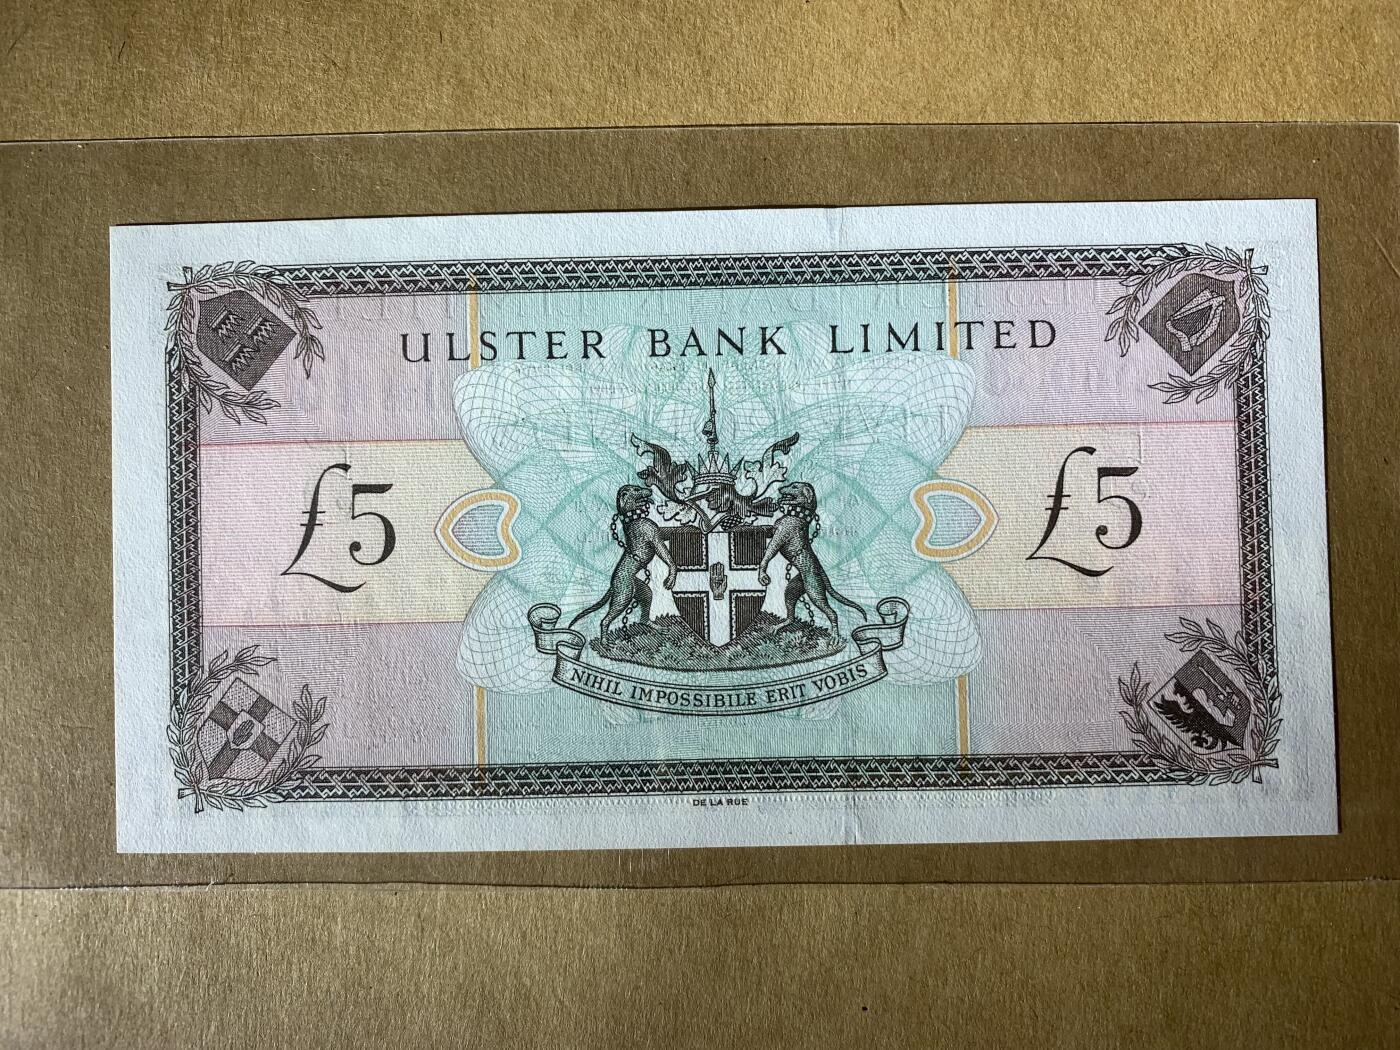 ULSTER BANK LIMITED
£5 £5
NIHIL IMPOSSIBILE ERIT VOBIS
DE LA RUE